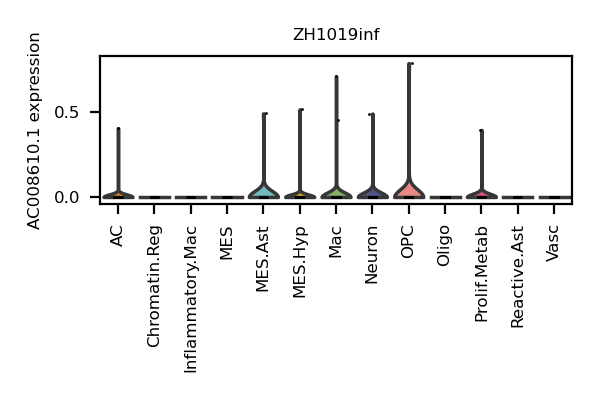 ZH1019inf
AC008610.1 expression
0.5
0.0
AC
Chromatin.Reg
Inflammatory.Mac
MES
MES.Ast
MES.Hyp
Mac
Neuron
OPC
Oligo
Prolif.Metab
Reactive.Ast
Vasc